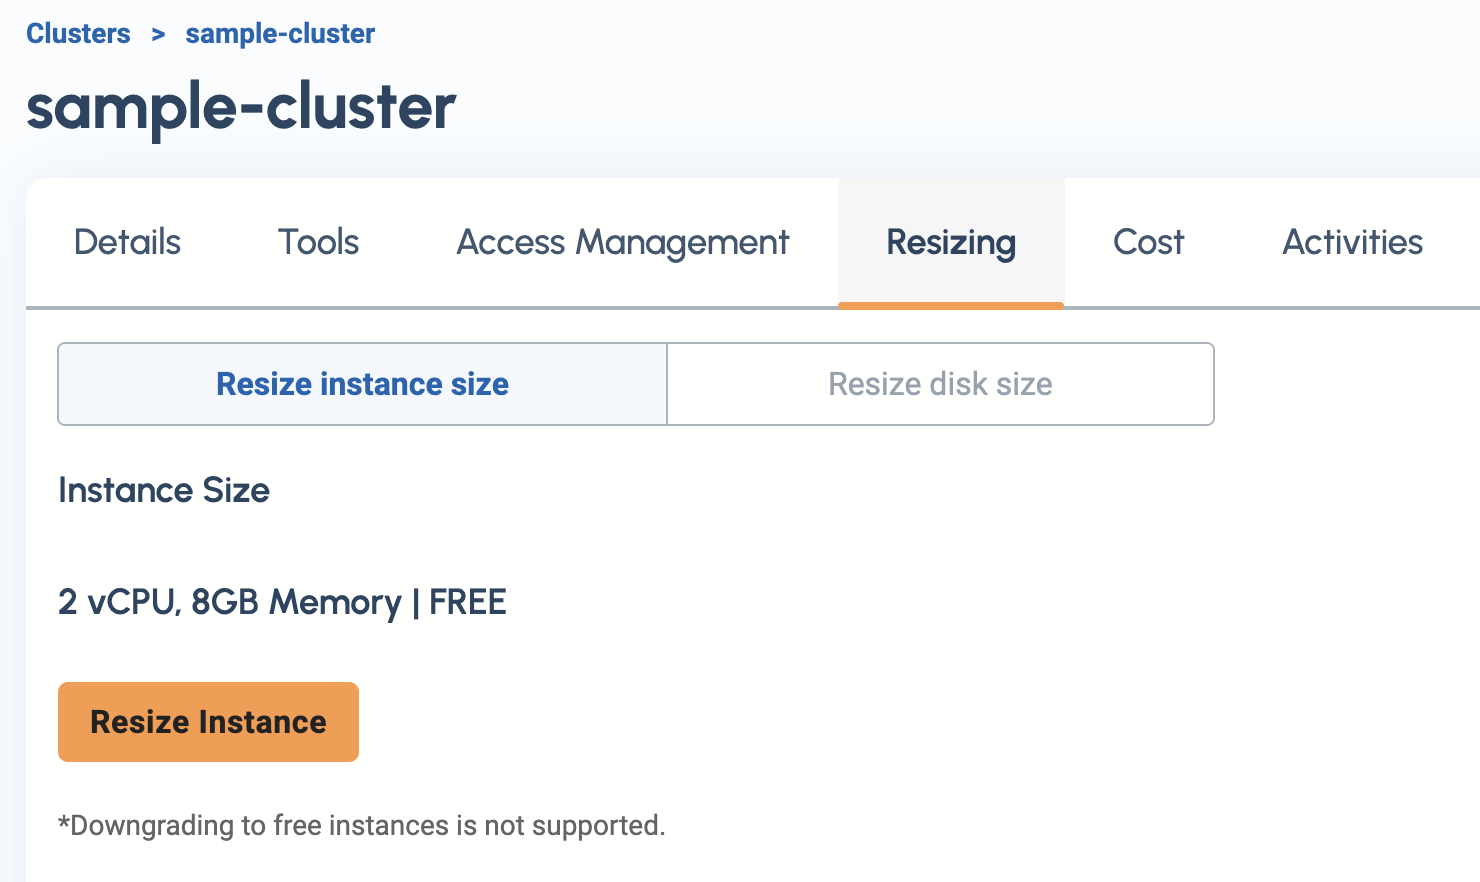 Clusters > sample-cluster
sample-cluster
Details Tools Access Management Resizing Cost Activities
Resize instance size Resize disk size
Instance Size
2 vCPU, 8GB Memory | FREE
Resize Instance
*Downgrading to free instances is not supported.